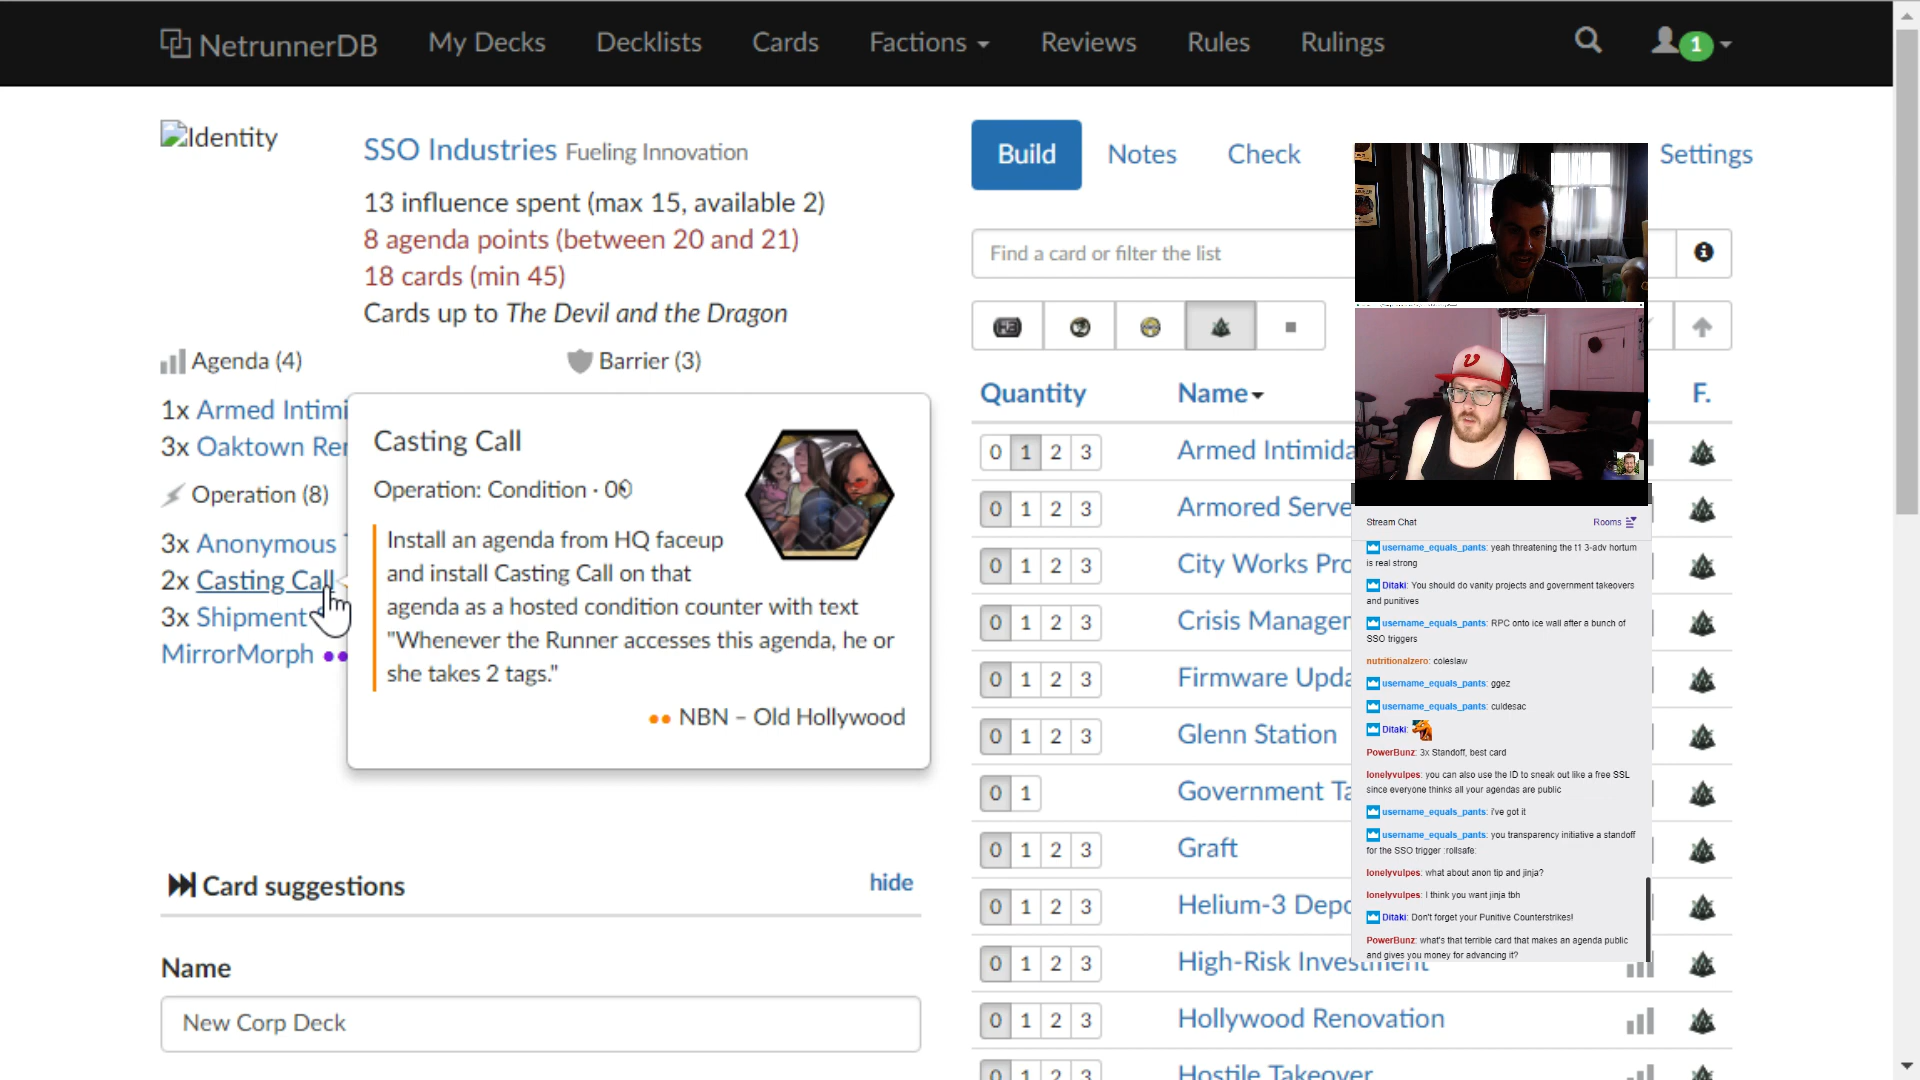 NetrunnerDB My Decks Decklists Cards Factions Reviews Rules Rulings 1
Identity
SSO Industries Fueling Innovation
13 influence spent (max 15, available 2)
8 agenda points (between 20 and 21)
18 cards (min 45)
Cards up to The Devil and the Dragon
Agenda (4)
Barrier (3)
1x Armed Intimi
3x Oaktown Re
Operation (8)
3x Anonymous
2x Casting Call
3x Shipment
MirrorMorph
Casting Call
Operation: Condition · 0
Install an agenda from HQ faceup
and install Casting Call on that
agenda as a hosted condition counter with text
"Whenever the Runner accesses this agenda, he or
she takes 2 tags."
NBN – Old Hollywood
Card suggestions
hide
Name
New Corp Deck
Build Notes Check Settings
Find a card or filter the list
Quantity Name F.
0 1 2 3 Armed Intimida
0 1 2 3 Armored Serve
0 1 2 3 City Works Pro
0 1 2 3 Crisis Manager
0 1 2 3 Firmware Upda
0 1 2 3 Glenn Station
0 1 Government Ta
0 1 2 3 Graft
0 1 2 3 Helium-3 Depo
0 1 2 3 High-Risk Investment
0 1 2 3 Hollywood Renovation
0 1 2 3 Hostile Takeover
Stream Chat Rooms
username_equals_pants: yeah threatening the t1 3-adv hortum
is real strong
Ditaki: You should do vanity projects and government takeovers
and punitives
username_equals_pants: RPC onto ice wall after a bunch of
SSO triggers
nutritionalzero: coleslaw
username_equals_pants: ggez
username_equals_pants: culdesac
Ditaki:
PowerBunz: 3x Standoff, best card
lonelyvulpes: you can also use the ID to sneak out like a free SSL
since everyone thinks all your agendas are public
username_equals_pants: i've got it
username_equals_pants: you transparency initiative a standoff
for the SSO trigger :rollsafe:
lonelyvulpes: what about anon tip and jinja?
lonelyvulpes: I think you want jinja tbh
Ditaki: Don't forget your Punitive Counterstrikes!
PowerBunz: what's that terrible card that makes an agenda public
and gives you money for advancing it?